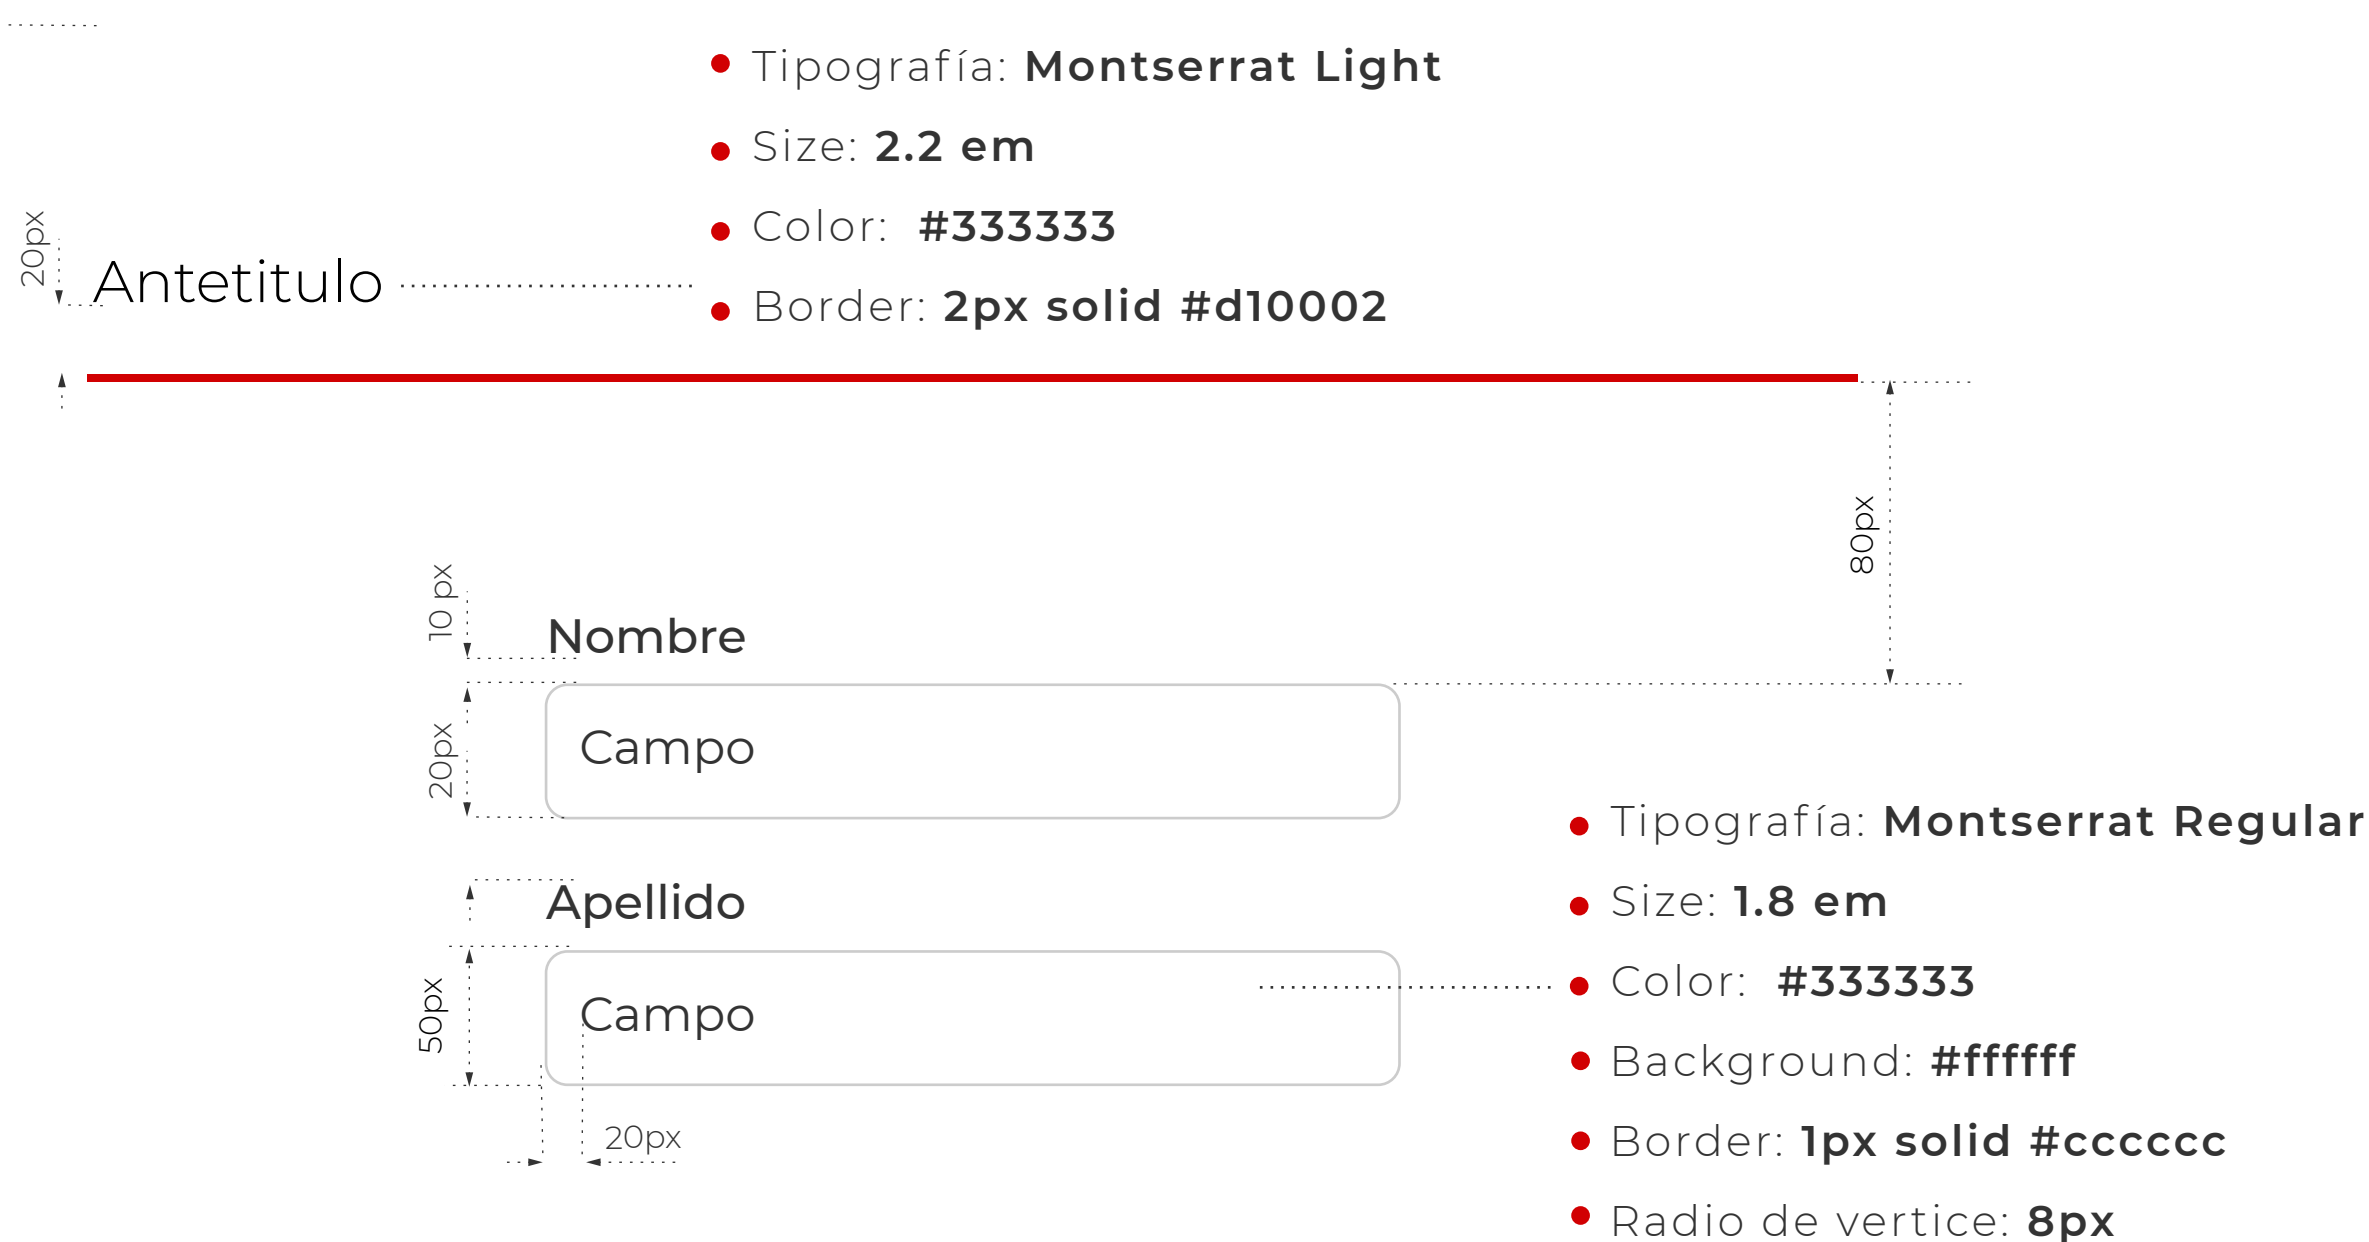 Tipografía: Montserrat Light
Size: 2.2 em
Color: #333333
20px
Antetitulo
Border: 2px solid #d10002
80px
10 px
Nombre
20px
Campo
Tipografía: Montserrat Regular
Apellido
Size: 1.8 em
Color: #333333
50px
Campo
Background: #ffffff
20px
Border: 1px solid #cccccc
Radio de vertice: 8px